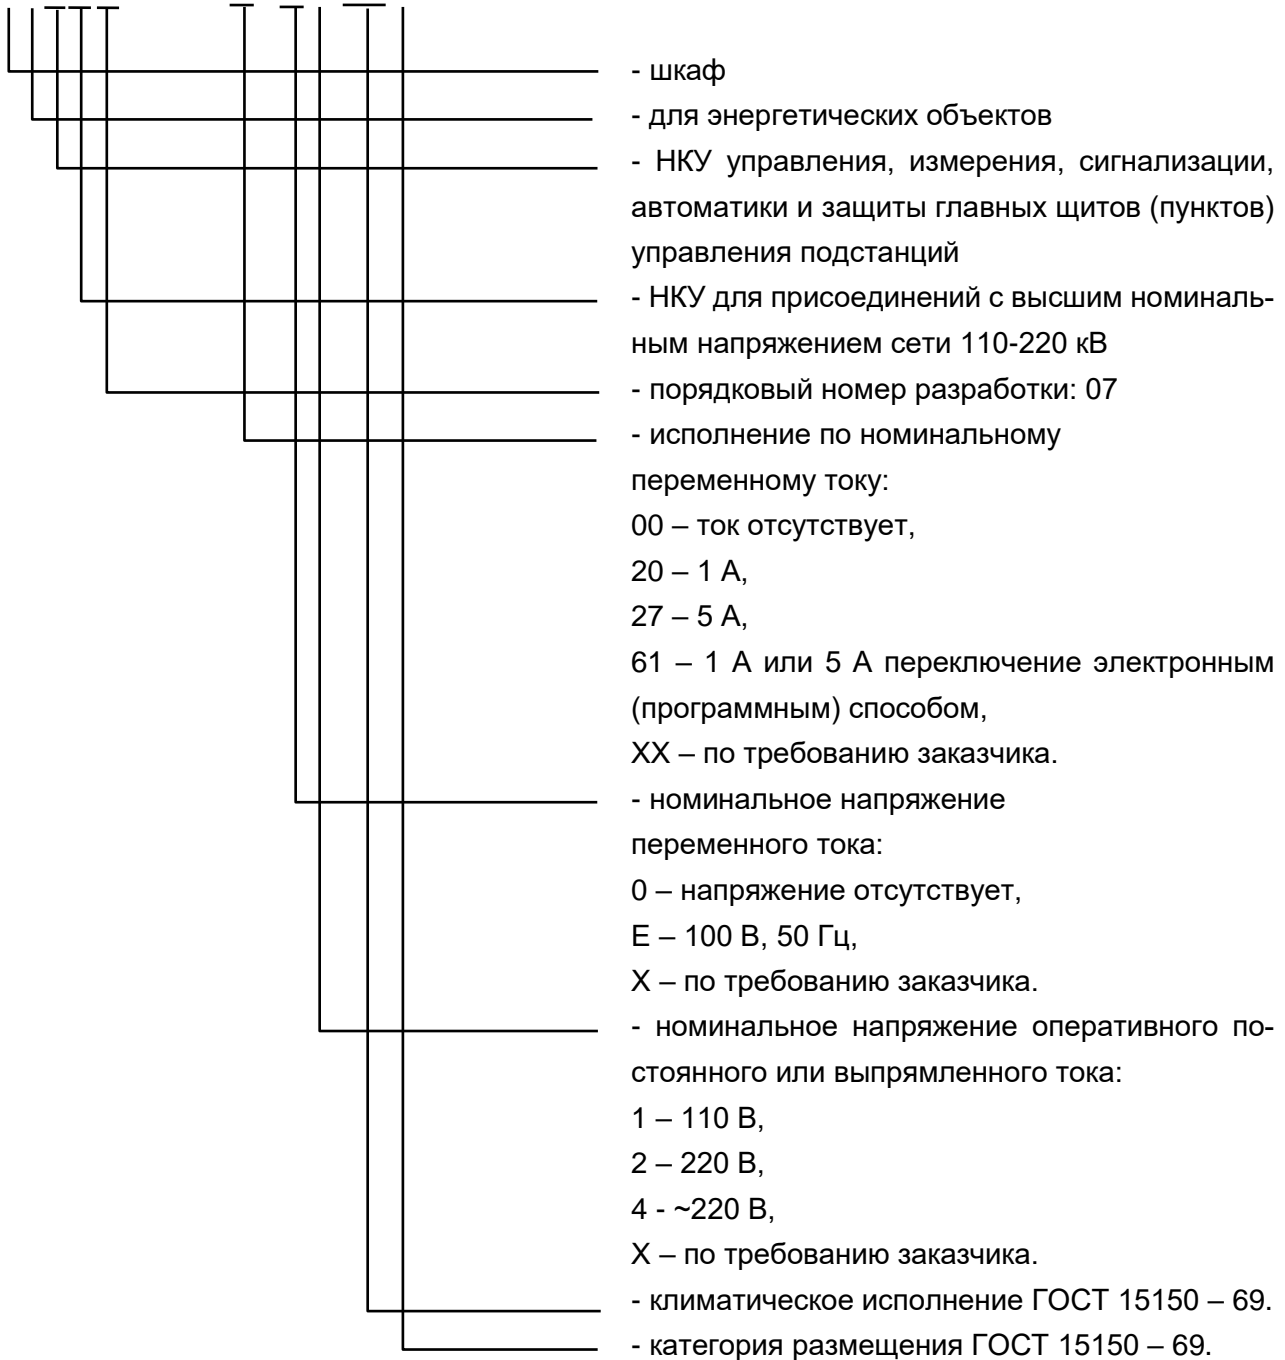 - шкаф
- для энергетических объектов
- НКУ управления, измерения, сигнализации,
автоматики и защиты главных щитов (пунктов)
управления подстанций
- НКУ для присоединений с высшим номиналь-
ным напряжением сети 110-220 кВ
- порядковый номер разработки: 07
- исполнение по номинальному
переменному току:
00 – ток отсутствует,
20 – 1 А,
27 – 5 А,
61 – 1 А или 5 А переключение электронным
(программным) способом,
ХХ – по требованию заказчика.
- номинальное напряжение
переменного тока:
0 – напряжение отсутствует,
Е – 100 В, 50 Гц,
Х – по требованию заказчика.
- номинальное напряжение оперативного по-
стоянного или выпрямленного тока:
1 – 110 В,
2 – 220 В,
4 - ~220 В,
Х – по требованию заказчика.
- климатическое исполнение ГОСТ 15150 – 69.
- категория размещения ГОСТ 15150 – 69.